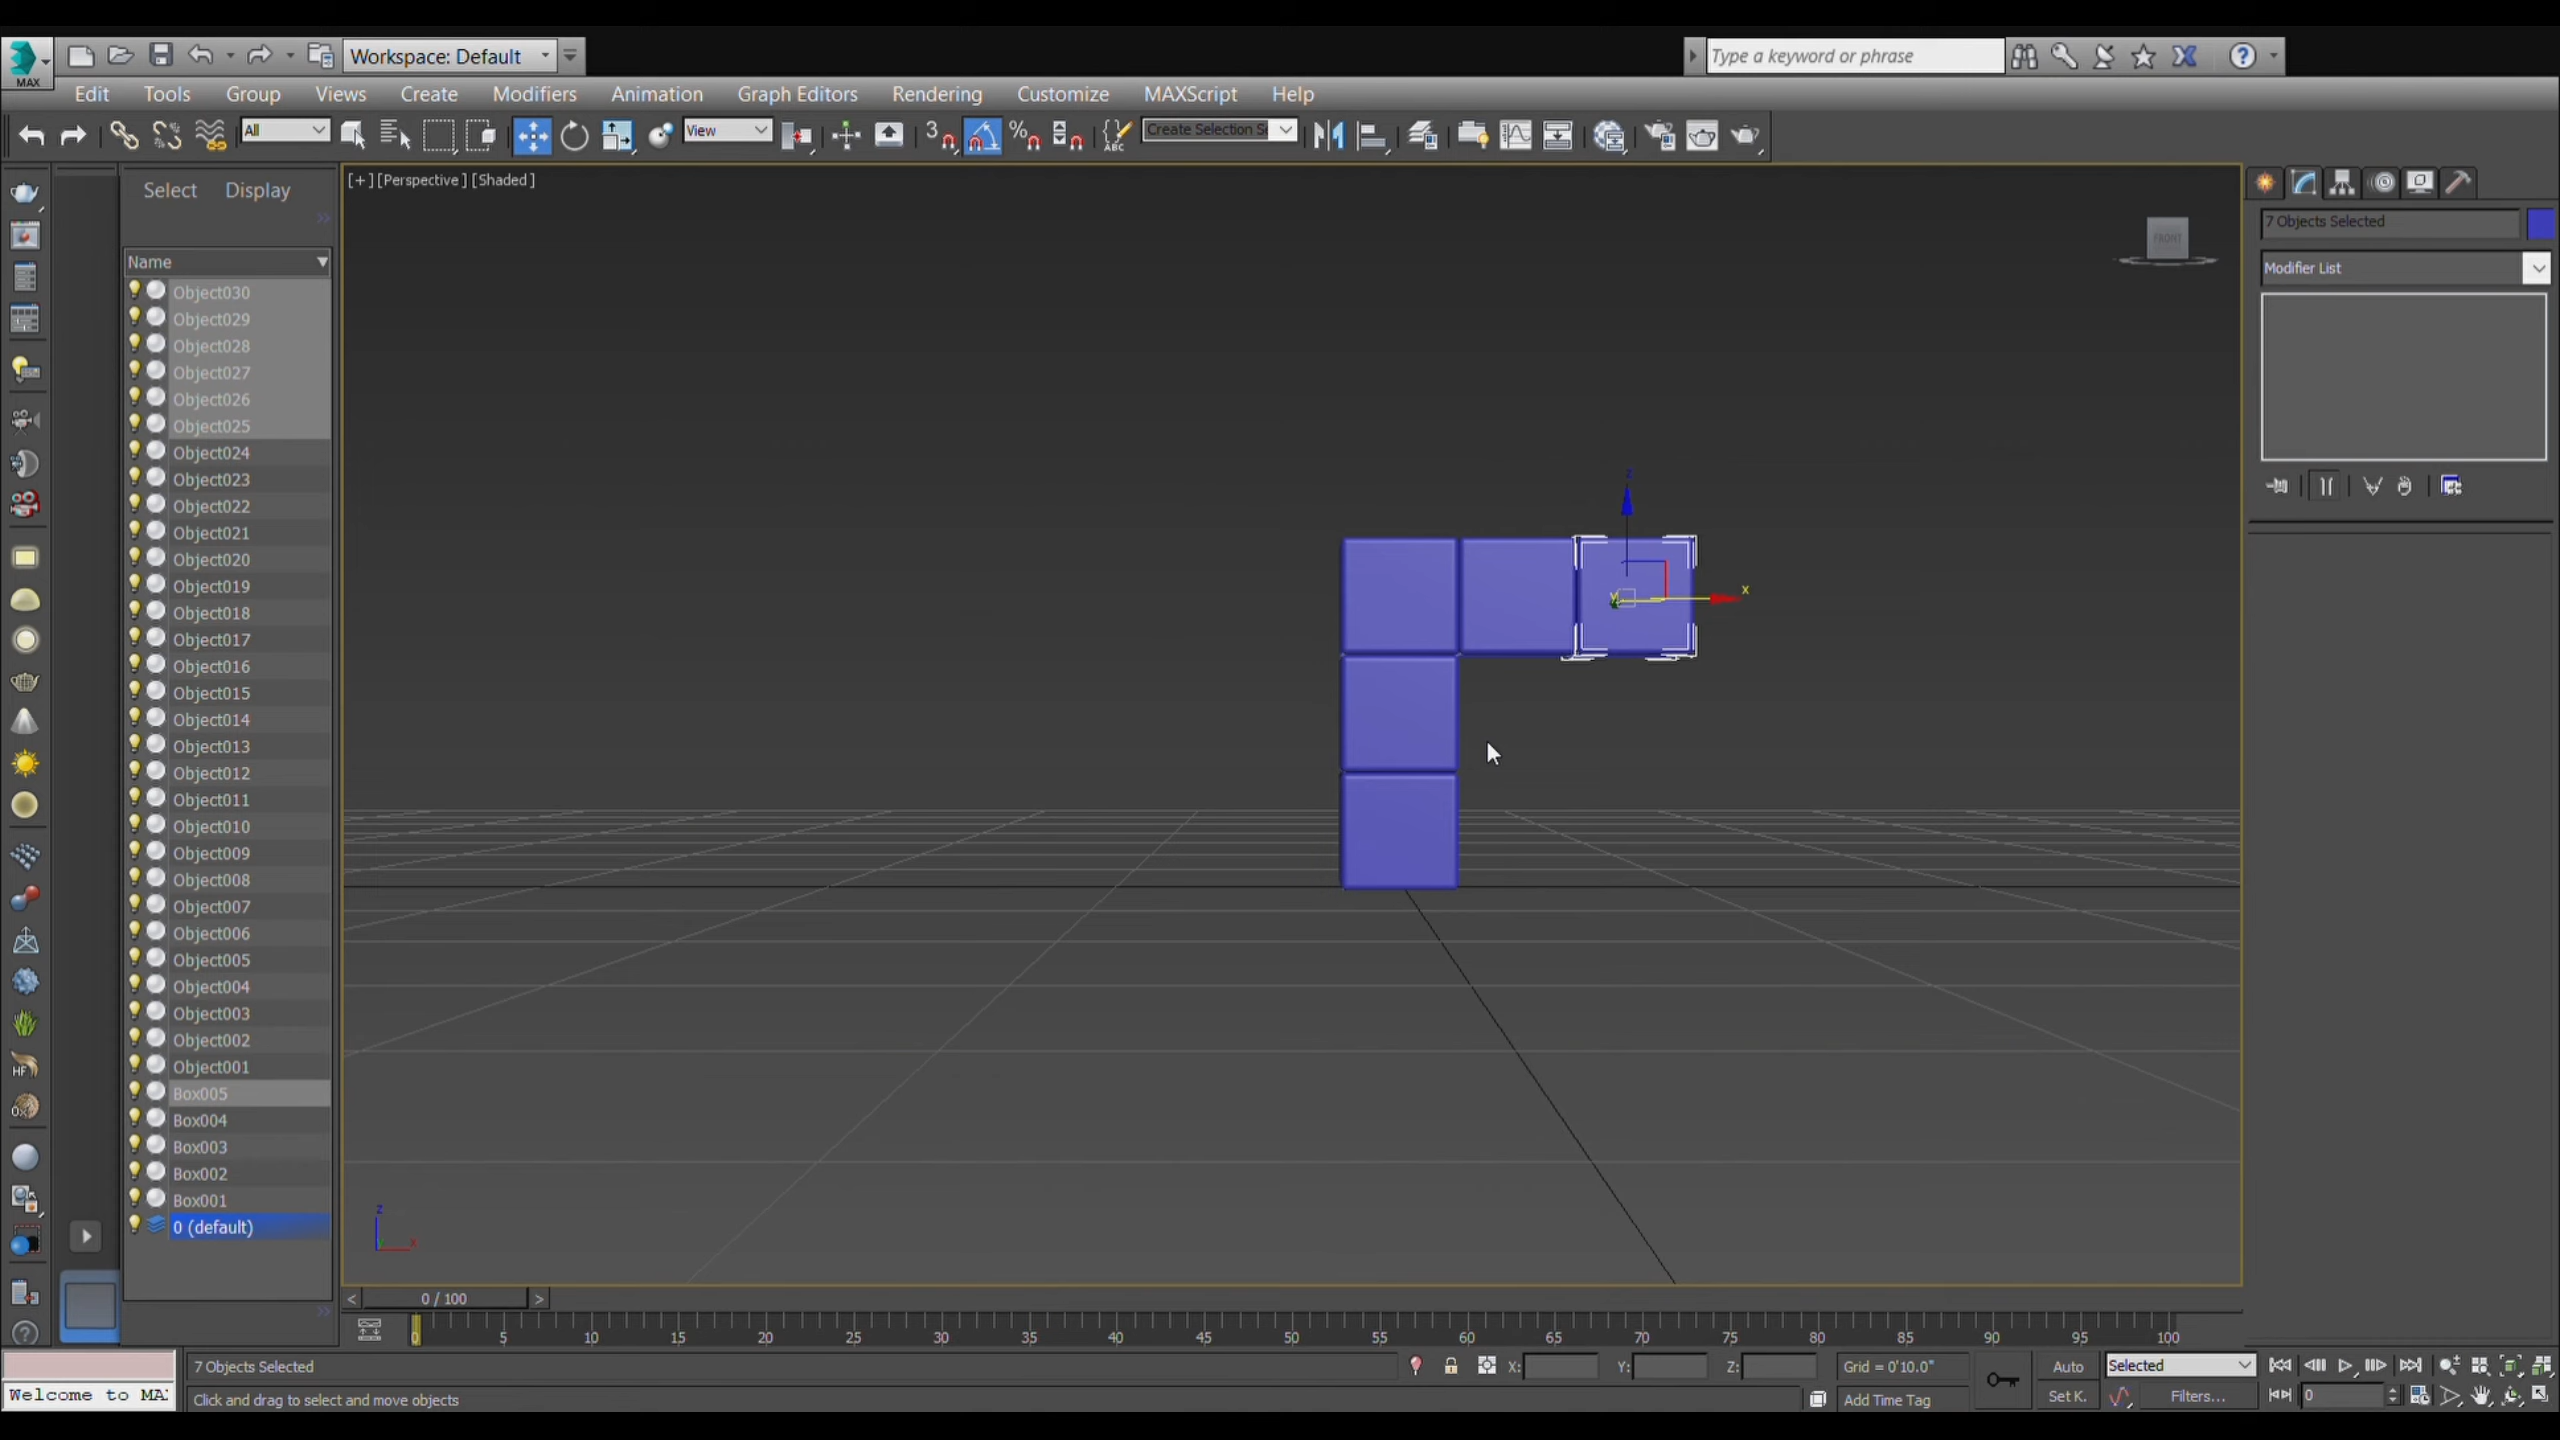 MAX
Workspace: Default
Type a keyword or phrase
Edit Tools Group Views Create Modifiers Animation Graph Editors Rendering Customize MAXScript Help
All
View
3
%
ABC
Create Selection Se
Select Display
[+][Perspective][Shaded]
FRONT
7 Objects Selected
Modifier List
Name
Object030
Object029
Object028
Object027
Object026
Object025
Object024
Object023
Object022
Object021
Object020
Object019
Object018
Object017
Object016
Object015
Object014
Object013
Object012
Object011
Object010
Object009
Object008
Object007
Object006
Object005
Object004
Object003
Object002
Object001
Box005
Box004
Box003
Box002
Box001
0 (default)
HF
z
x
y
z
x
0 / 100
0 5 10 15 20 25 30 35 40 45 50 55 60 65 70 75 80 85 90 95 100
7 Objects Selected
X: Y: Z:
Grid = 0'10.0"
Auto
Selected
Welcome to MAX
Click and drag to select and move objects
Add Time Tag
Set K.
Filters...
0